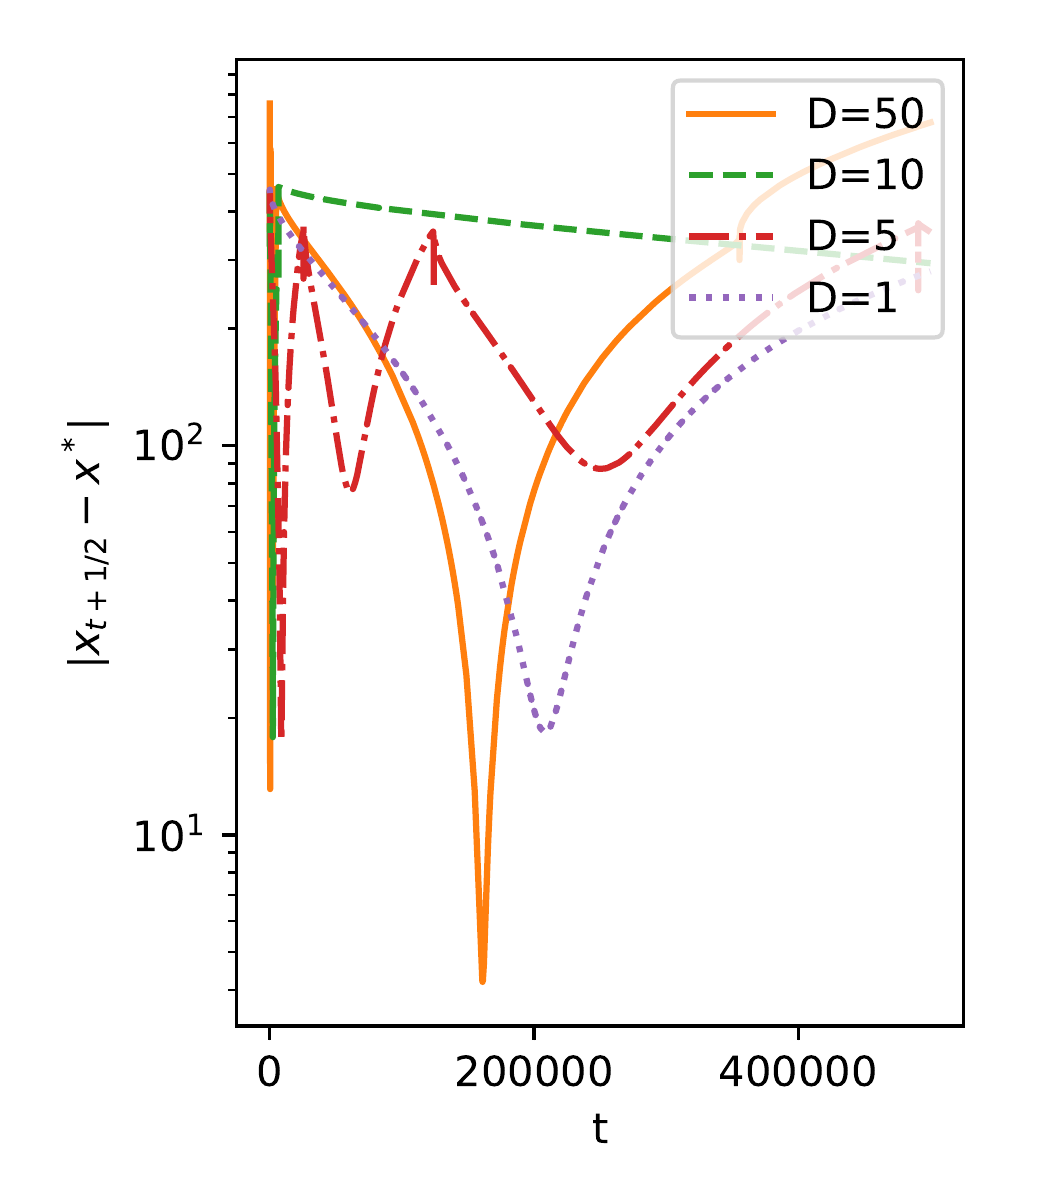 D=50
D=10
D=5
D=1
|x_{t+1/2} − x^*|
10^2
10^1
0 200000 400000
t